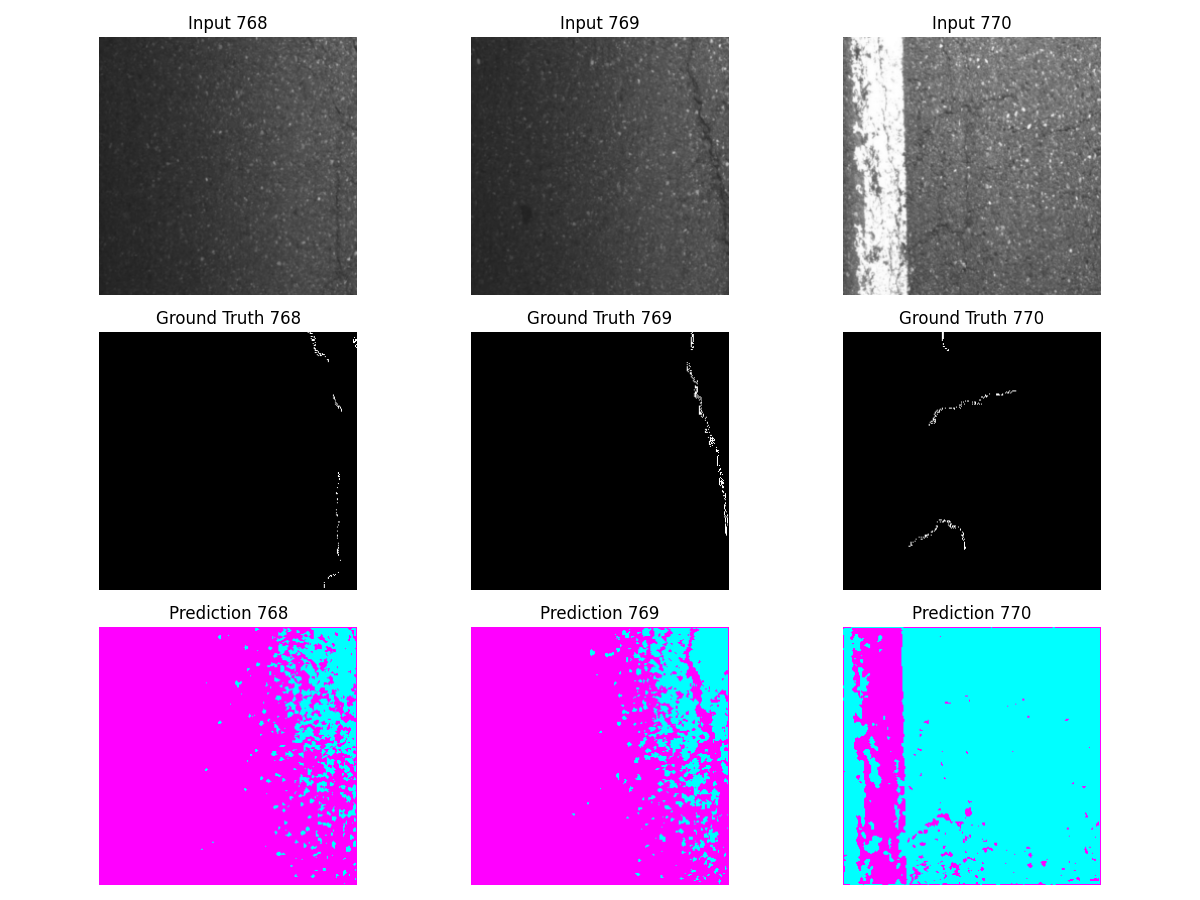 Input 768
Input 769
Input 770
Ground Truth 768
Ground Truth 769
Ground Truth 770
Prediction 768
Prediction 769
Prediction 770